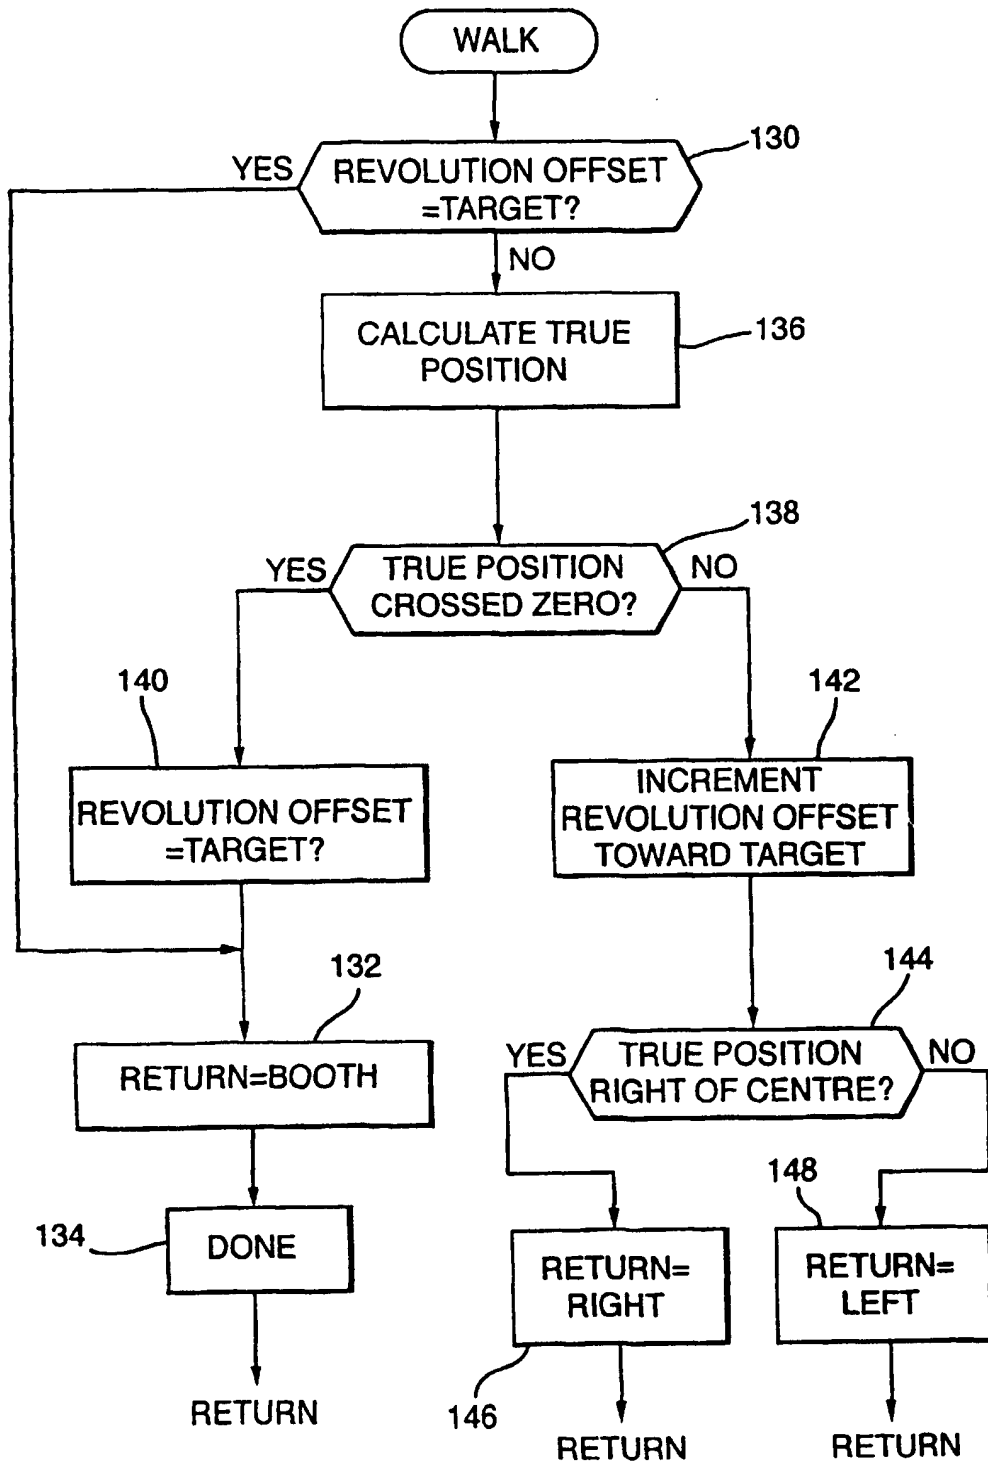 WALK
130
YES
REVOLUTION OFFSET
=TARGET?
NO
CALCULATE TRUE
POSITION
136
138
YES
TRUE POSITION
CROSSED ZERO?
NO
140
142
REVOLUTION OFFSET
=TARGET?
INCREMENT
REVOLUTION OFFSET
TOWARD TARGET
132
144
RETURN=BOOTH
YES
TRUE POSITION
RIGHT OF CENTRE?
NO
134
DONE
148
RETURN=
RIGHT
RETURN=
LEFT
146
RETURN
RETURN
RETURN